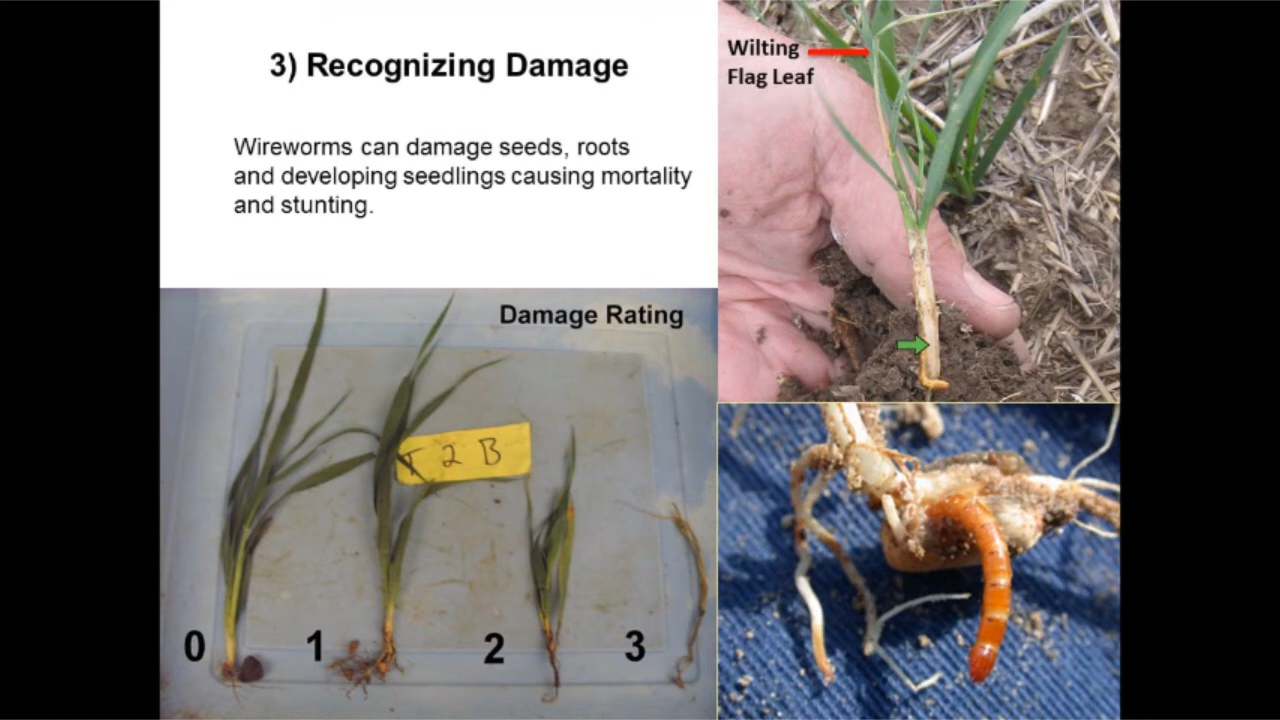 3) Recognizing Damage
Wireworms can damage seeds, roots
and developing seedlings causing mortality
and stunting.
Wilting
Flag Leaf
Damage Rating
2 B
0 1 2 3